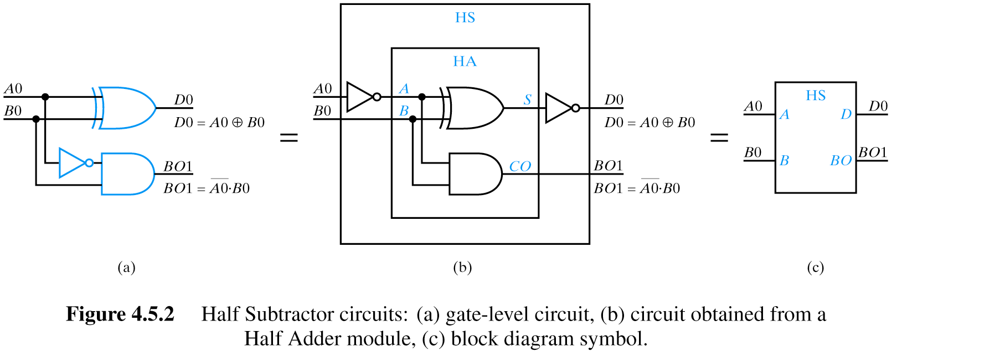 A0
B0
D0
D0 = A0 ⊕ B0
BO1
BO1 = A̅0̅·B0
(a)
=
HS
HA
A0
B0
A
B
S
CO
D0
D0 = A0 ⊕ B0
BO1
BO1 = A̅0̅·B0
(b)
=
HS
A0
B0
A
B
D
BO
D0
BO1
(c)
Figure 4.5.2 Half Subtractor circuits: (a) gate-level circuit, (b) circuit obtained from a
Half Adder module, (c) block diagram symbol.